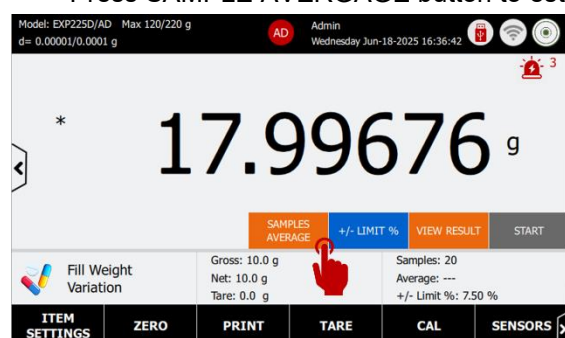 Press SAMPLE AVERGAGE button to est
Model: EXP225D/AD Max 120/220 g
d= 0.00001/0.0001 g
AD
Admin
Wednesday Jun-18-2025 16:36:42
3
*
17.99676 g
SAMPLES
AVERAGE
+/- LIMIT %
VIEW RESULT
START
Fill Weight
Variation
Gross: 10.0 g
Net: 10.0 g
Tare: 0.0 g
Samples: 20
Average: ---
+/- Limit %: 7.50 %
ITEM
SETTINGS
ZERO
PRINT
TARE
CAL
SENSORS